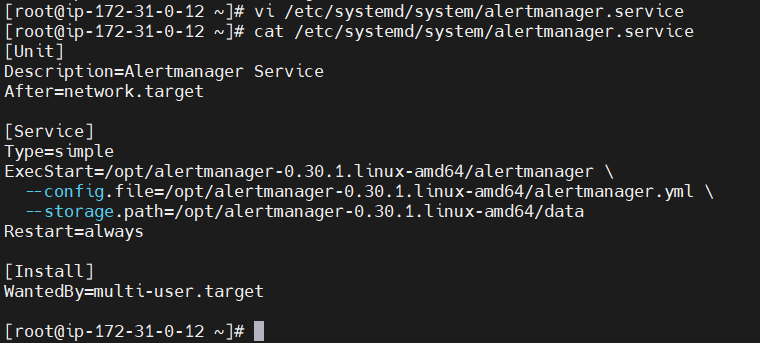 [root@ip-172-31-0-12 ~]# vi /etc/systemd/system/alertmanager.service
[root@ip-172-31-0-12 ~]# cat /etc/systemd/system/alertmanager.service
[Unit]
Description=Alertmanager Service
After=network.target

[Service]
Type=simple
ExecStart=/opt/alertmanager-0.30.1.linux-amd64/alertmanager \
  --config.file=/opt/alertmanager-0.30.1.linux-amd64/alertmanager.yml \
  --storage.path=/opt/alertmanager-0.30.1.linux-amd64/data
Restart=always

[Install]
WantedBy=multi-user.target

[root@ip-172-31-0-12 ~]#